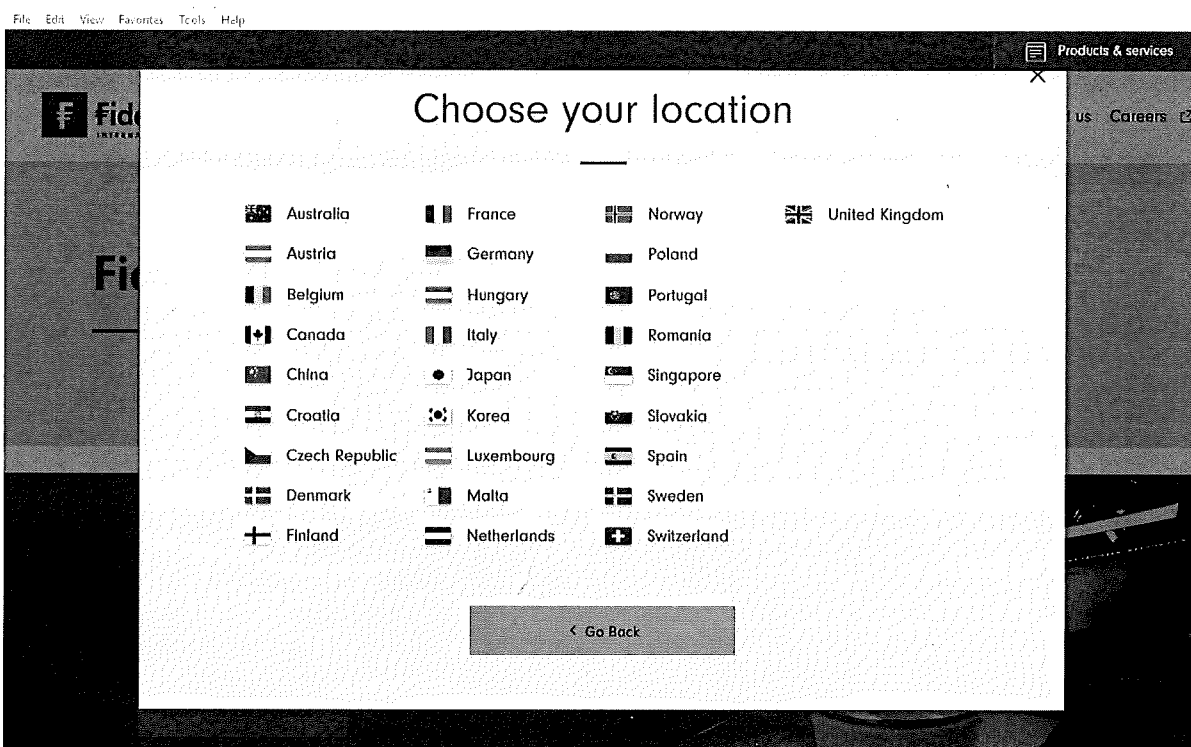 File Edit View Favorites Tools Help
Products & services
Choose your location
us Careers
INTERNA
Australia France Norway United Kingdom
Austria Germany Poland
Belgium Hungary Portugal
Canada Italy Romania
China Japan Singapore
Croatia Korea Slovakia
Czech Republic Luxembourg Spain
Denmark Malta Sweden
Finland Netherlands Switzerland
< Go Back